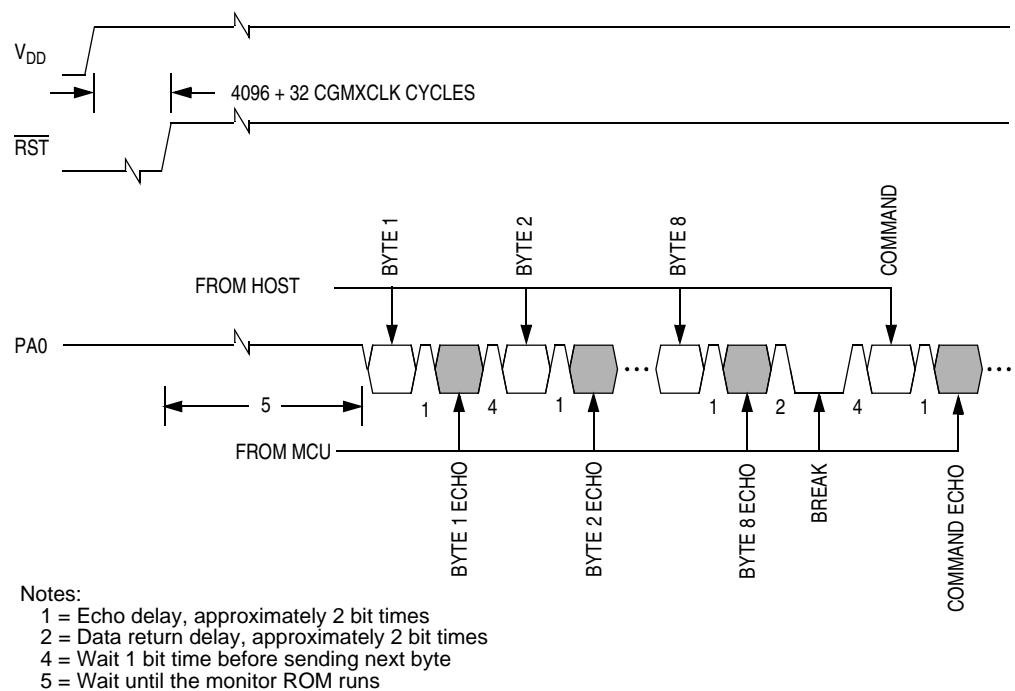 VDD
4096 + 32 CGMXCLK CYCLES
RST
BYTE 1
BYTE 2
BYTE 8
COMMAND
FROM HOST
PA0
5
1
4
1
1
2
4
1
FROM MCU
BYTE 1 ECHO
BYTE 2 ECHO
BYTE 8 ECHO
BREAK
COMMAND ECHO
Notes:
1 = Echo delay, approximately 2 bit times
2 = Data return delay, approximately 2 bit times
4 = Wait 1 bit time before sending next byte
5 = Wait until the monitor ROM runs